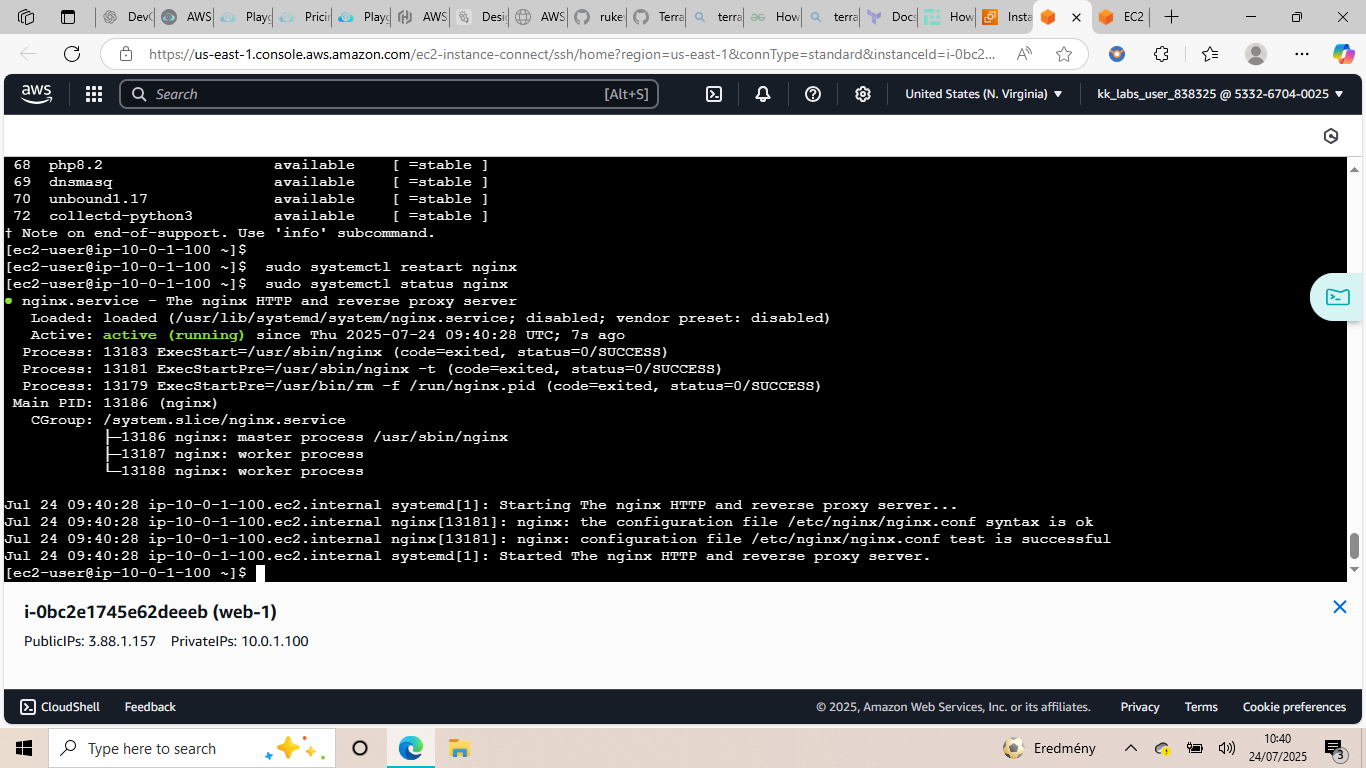 DevO
AWS
Playg
Pricin
Playg
AWS
Desig
AWS
ruke
Terra
terra
How
terra
Docs
How
Insta
EC2
https://us-east-1.console.aws.amazon.com/ec2-instance-connect/ssh/home?region=us-east-1&connType=standard&instanceId=i-0bc2e...
aws
Search
[Alt+S]
United States (N. Virginia)
kk_labs_user_838325 @ 5332-6704-0025
68 php8.2 available [ =stable ]
69 dnsmasq available [ =stable ]
70 unbound1.17 available [ =stable ]
72 collectd-python3 available [ =stable ]
† Note on end-of-support. Use 'info' subcommand.
[ec2-user@ip-10-0-1-100 ~]$
[ec2-user@ip-10-0-1-100 ~]$ sudo systemctl restart nginx
[ec2-user@ip-10-0-1-100 ~]$ sudo systemctl status nginx
● nginx.service - The nginx HTTP and reverse proxy server
Loaded: loaded (/usr/lib/systemd/system/nginx.service; disabled; vendor preset: disabled)
Active: active (running) since Thu 2025-07-24 09:40:28 UTC; 7s ago
Process: 13183 ExecStart=/usr/sbin/nginx (code=exited, status=0/SUCCESS)
Process: 13181 ExecStartPre=/usr/sbin/nginx -t (code=exited, status=0/SUCCESS)
Process: 13179 ExecStartPre=/usr/bin/rm -f /run/nginx.pid (code=exited, status=0/SUCCESS)
Main PID: 13186 (nginx)
CGroup: /system.slice/nginx.service
├─13186 nginx: master process /usr/sbin/nginx
├─13187 nginx: worker process
└─13188 nginx: worker process
Jul 24 09:40:28 ip-10-0-1-100.ec2.internal systemd[1]: Starting The nginx HTTP and reverse proxy server...
Jul 24 09:40:28 ip-10-0-1-100.ec2.internal nginx[13181]: nginx: the configuration file /etc/nginx/nginx.conf syntax is ok
Jul 24 09:40:28 ip-10-0-1-100.ec2.internal nginx[13181]: nginx: configuration file /etc/nginx/nginx.conf test is successful
Jul 24 09:40:28 ip-10-0-1-100.ec2.internal systemd[1]: Started The nginx HTTP and reverse proxy server.
[ec2-user@ip-10-0-1-100 ~]$
i-0bc2e1745e62deeeb (web-1)
PublicIPs: 3.88.1.157 PrivateIPs: 10.0.1.100
CloudShell
Feedback
© 2025, Amazon Web Services, Inc. or its affiliates.
Privacy
Terms
Cookie preferences
Type here to search
Eredmény
10:40
24/07/2025
3